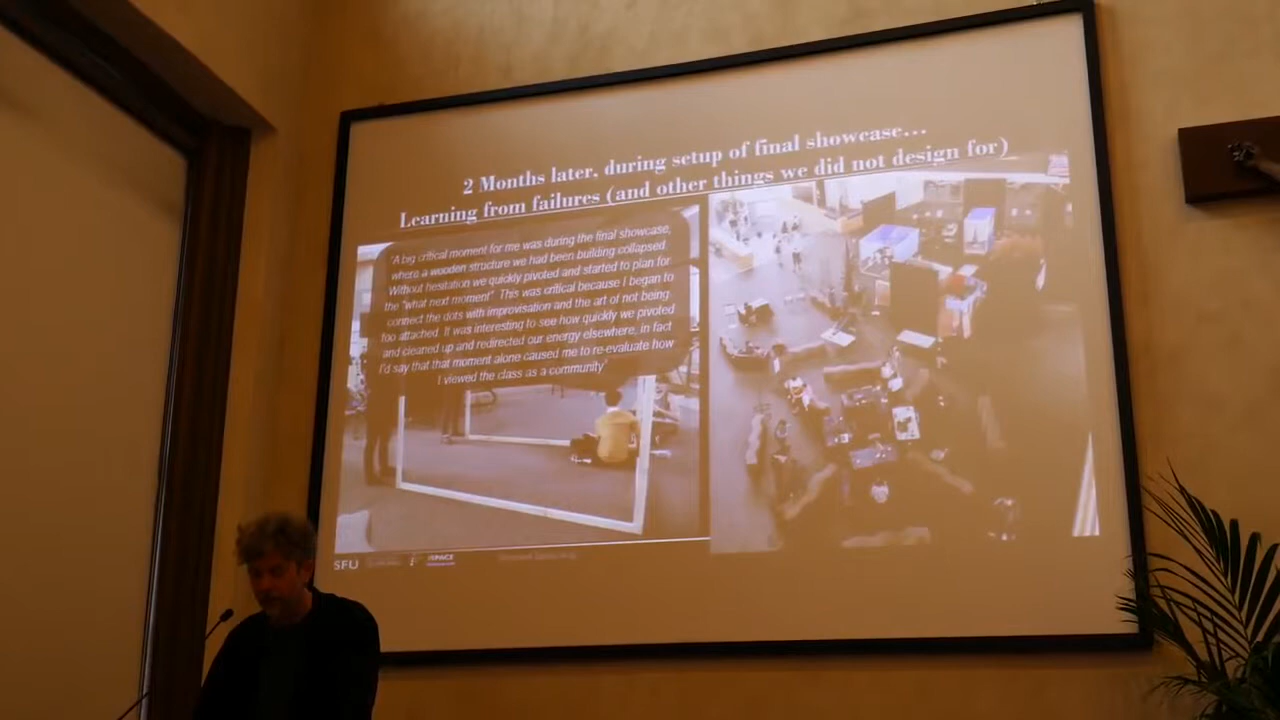 2 Months later, during setup of final showcase…
Learning from failures (and other things we did not design for)
"A big critical moment for me was during the final showcase,
where a wooden structure we had been building collapsed
Without hesitation we quickly pivoted and started to plan for
the "what next moment". This was critical because I began to
connect the dots with improvisation and the art of not being
too attached. It was interesting to see how quickly we pivoted
and cleaned up and redirected our energy elsewhere, in fact
I'd say that that moment alone caused me to re-evaluate how
I viewed the class as a community"
SFU
SPACE